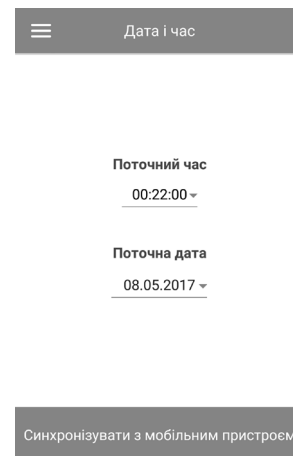 Дата і час
Поточний час
00:22:00
Поточна дата
08.05.2017
Синхронізувати з мобільним пристроєм